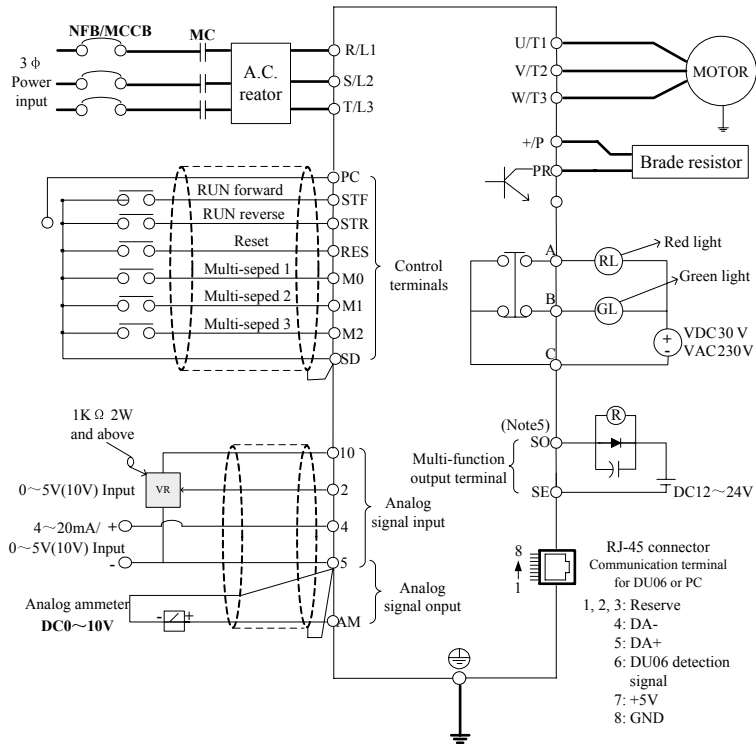 NFB/MCCB
MC
3 ϕ
Power
input
A.C.
reator
R/L1
S/L2
T/L3
U/T1
V/T2
W/T3
MOTOR
+/P
PR
Brade resistor
PC
RUN forward
STF
RUN reverse
STR
Reset
RES
Multi-seped 1
M0
Multi-seped 2
M1
Multi-seped 3
M2
SD
Control
terminals
A
RL
Red light
Green light
B
GL
C
+
-
VDC30 V
VAC230V
1K Ω 2W
and above
VR
0～5V(10V) Input
4～20mA/
0～5V(10V) Input
+
-
10
2
4
5
Analog
signal input
Analog ammeter
DC0～10V
-
+
AM
Analog
signal onput
(Note5)
SO
Multi-function
output terminal
SE
R
DC12～24V
8
1
RJ-45 connector
Communication terminal
for DU06 or PC
1, 2, 3: Reserve
4: DA-
5: DA+
6: DU06 detection
signal
7: +5V
8: GND